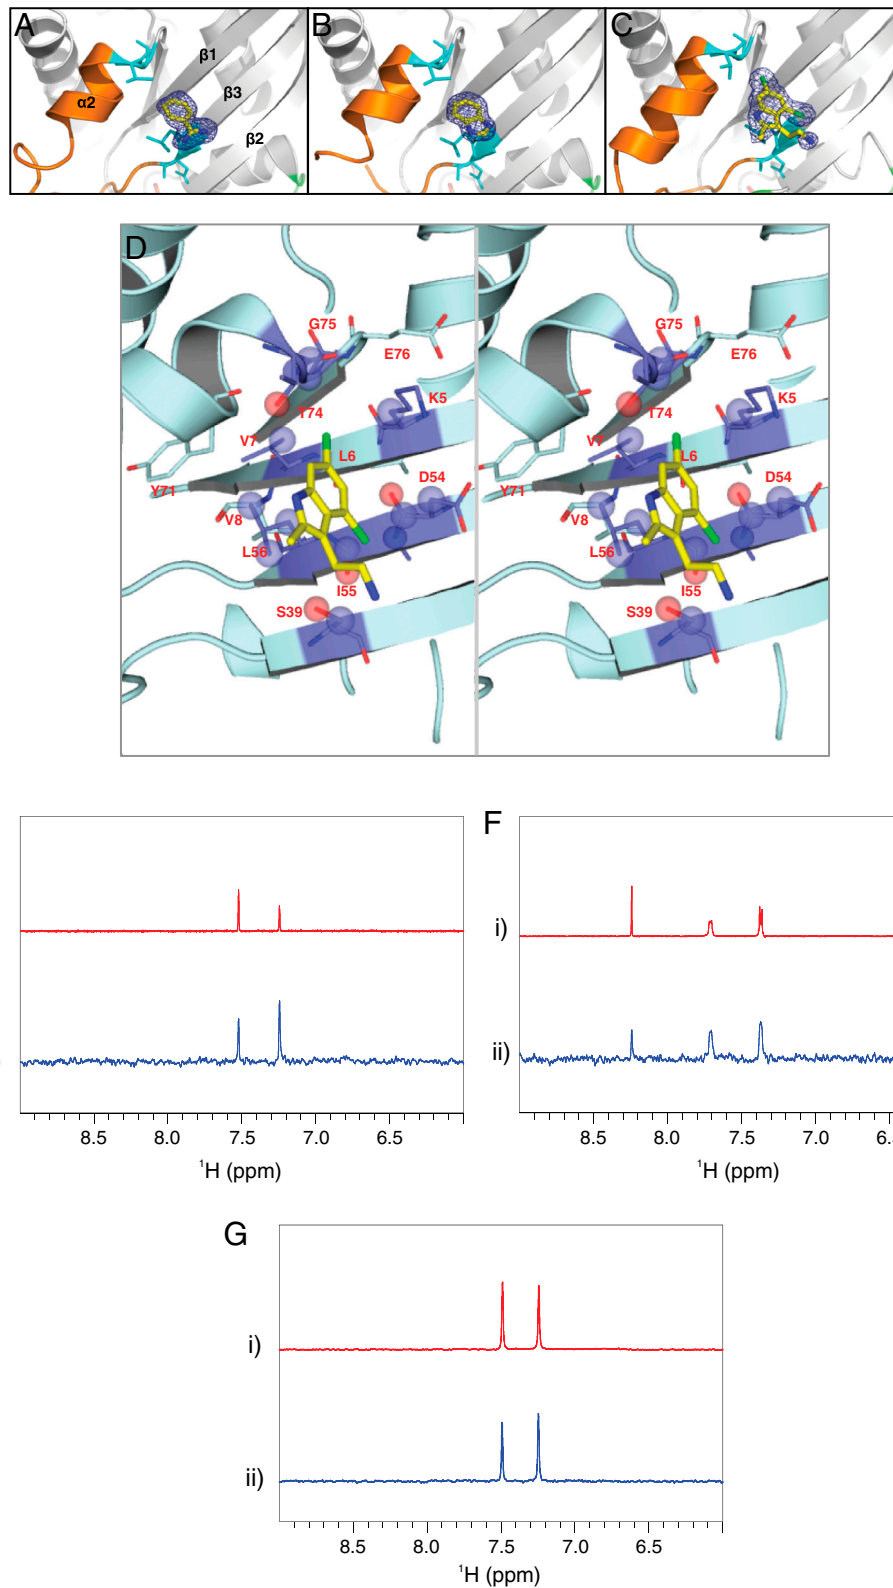 A
B
C
α2
β1
β3
β2
D
G75
E76
K5
T74
V7
L6
Y71
D54
V8
L56
I55
S39
G75
E76
K5
T74
V7
L6
Y71
D54
V8
L56
I55
S39
8.5 8.0 7.5 7.0 6.5
¹H (ppm)
F
i)
ii)
8.5 8.0 7.5 7.0
¹H (ppm)
G
i)
ii)
8.5 8.0 7.5 7.0 6.5
¹H (ppm)